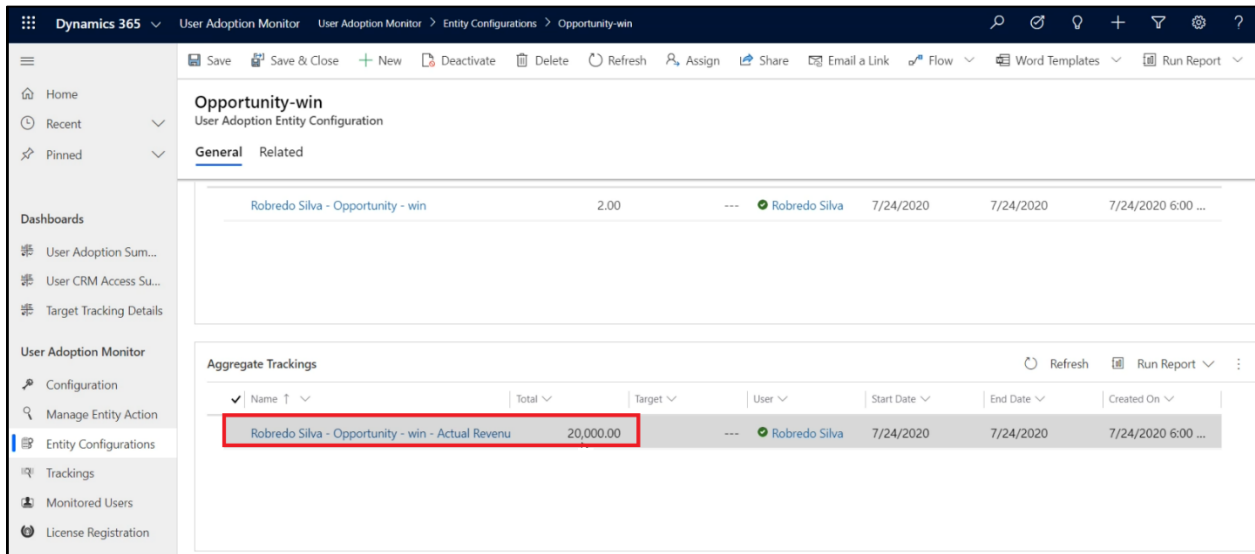 Dynamics 365 User Adoption Monitor User Adoption Monitor > Entity Configurations > Opportunity-win
Save Save & Close New Deactivate Delete Refresh Assign Share Email a Link Flow Word Templates Run Report
Home
Recent
Pinned
Opportunity-win
User Adoption Entity Configuration
General Related
Robredo Silva - Opportunity - win 2.00 --- Robredo Silva 7/24/2020 7/24/2020 7/24/2020 6:00 ...
Dashboards
User Adoption Sum...
User CRM Access Su...
Target Tracking Details
User Adoption Monitor
Configuration
Manage Entity Action
Entity Configurations
Trackings
Monitored Users
License Registration
Aggregate Trackings Refresh Run Report
Name ↑ Total Target User Start Date End Date Created On
Robredo Silva - Opportunity - win - Actual Revenu 20,000.00 --- Robredo Silva 7/24/2020 7/24/2020 7/24/2020 6:00 ...